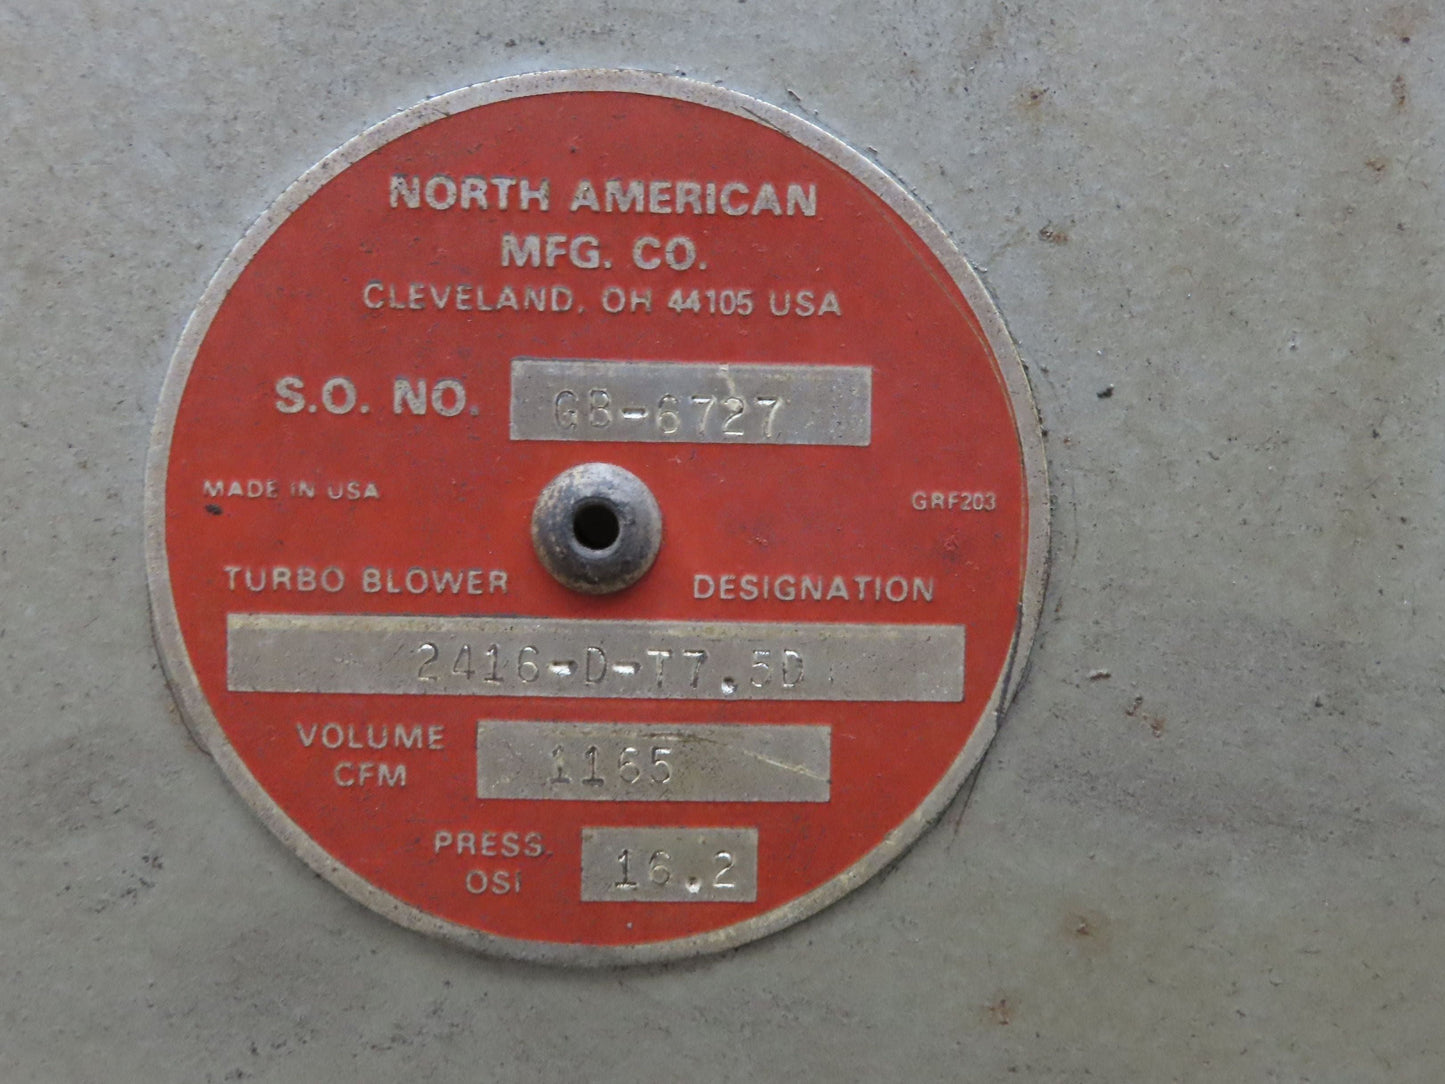 NORTH AMERICAN
MFG. CO.
CLEVELAND, OH 44105 USA
S.O. NO. GB-6727
MADE IN USA GRF203
TURBO BLOWER DESIGNATION
2416-D-T7.5D
VOLUME
CFM 1165
PRESS.
OSI 16.2